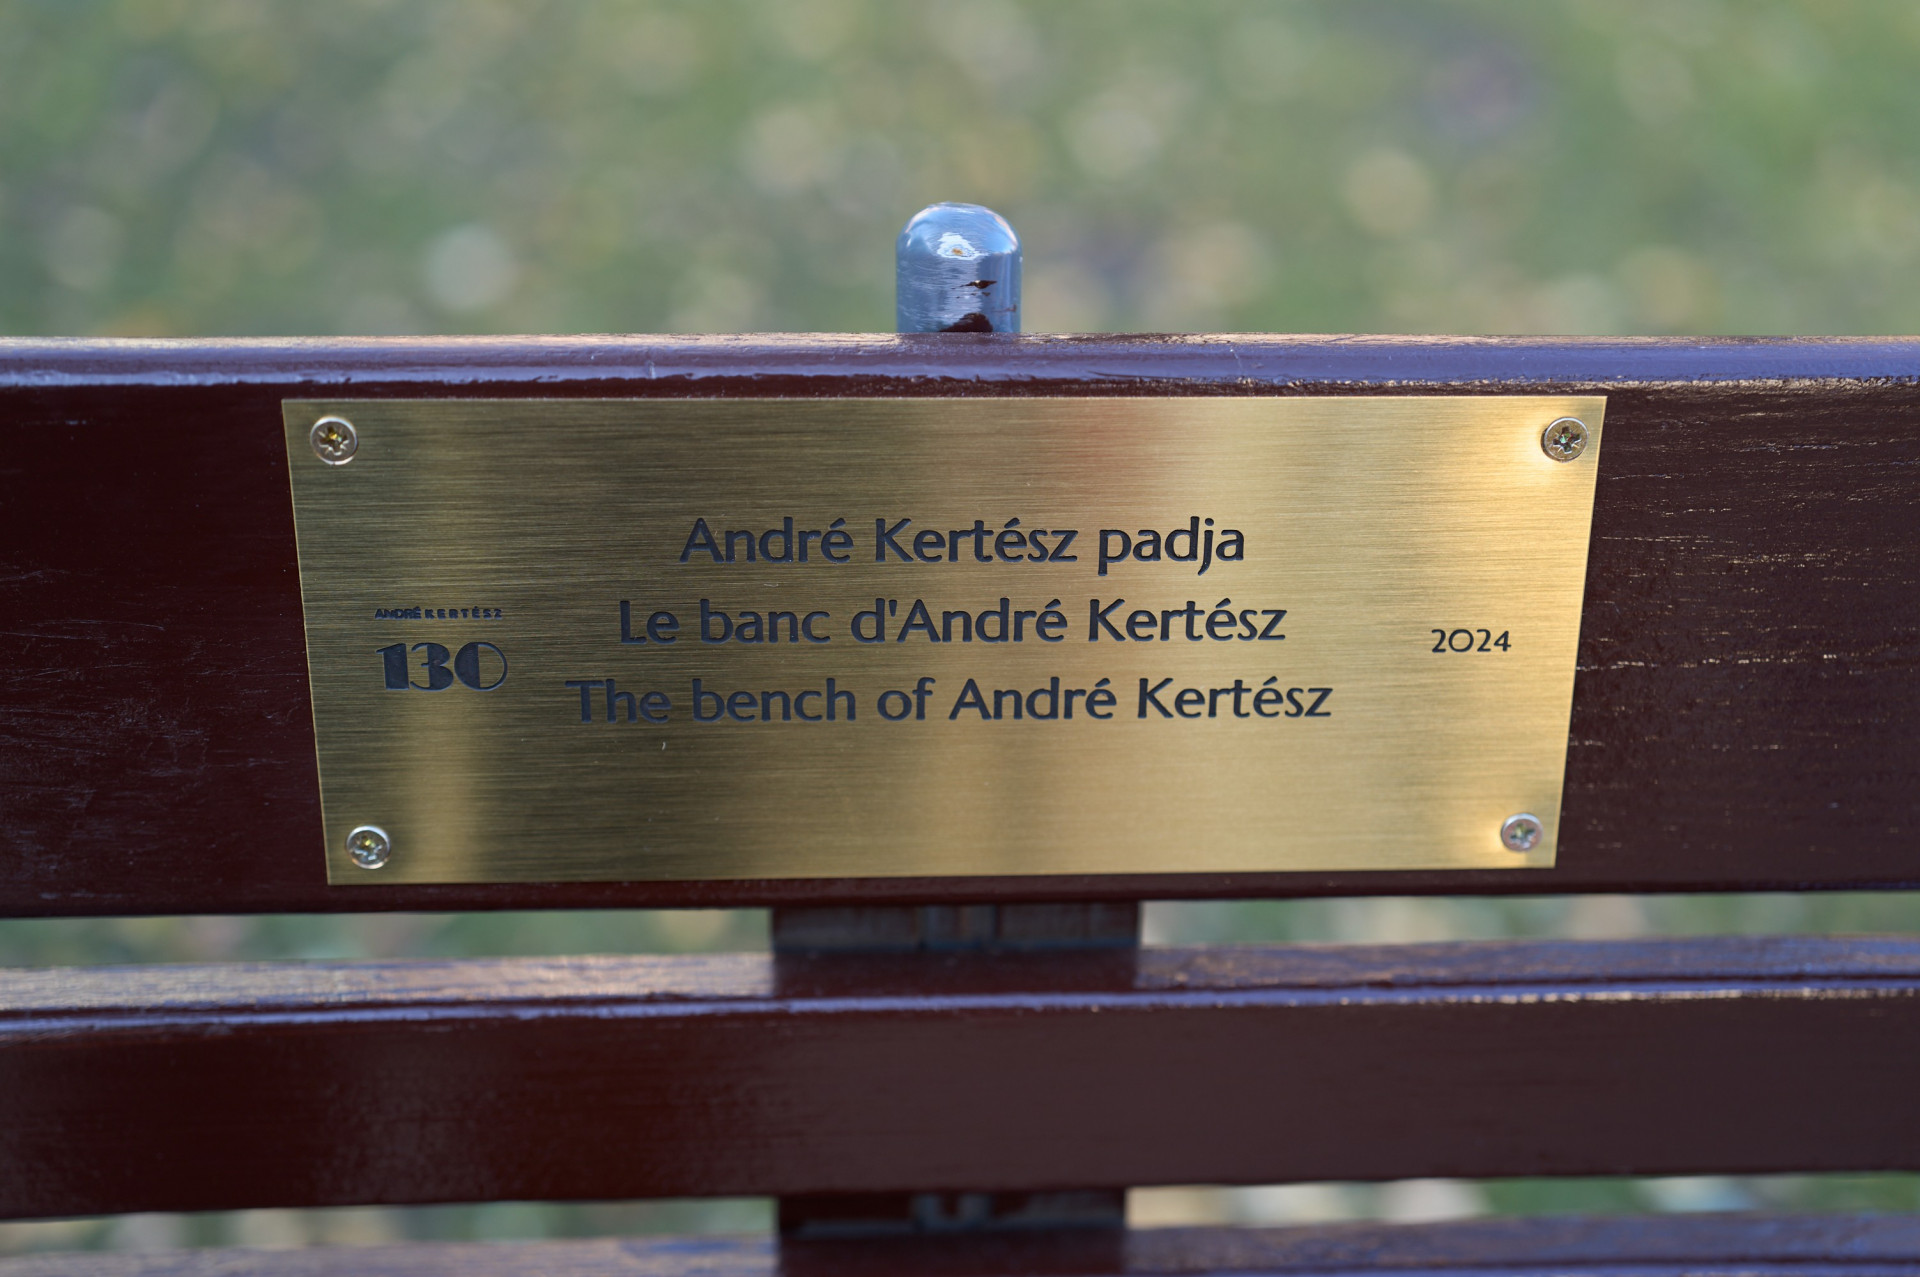 André Kertész padja
Le banc d'André Kertész
The bench of André Kertész
ANDRÉ KERTÉSZ
130
2024